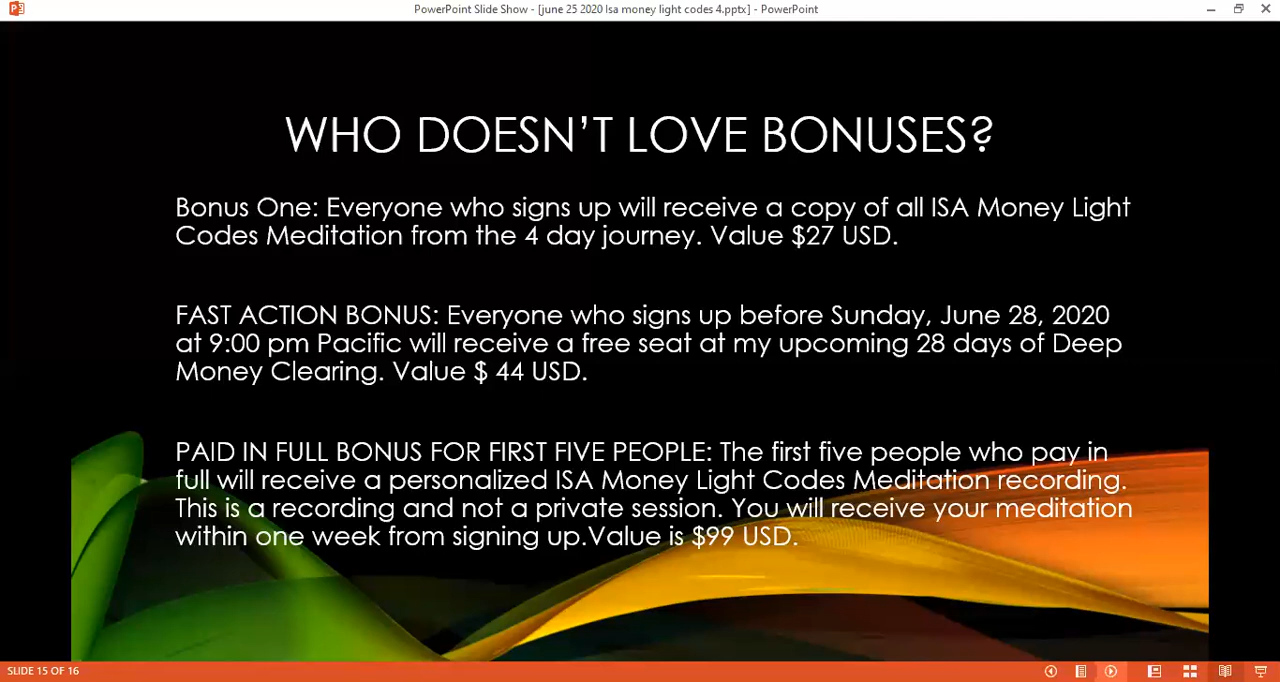 PowerPoint Slide Show - [june 25 2020 Isa money light codes 4.pptx] - PowerPoint
WHO DOESN'T LOVE BONUSES?
Bonus One: Everyone who signs up will receive a copy of all ISA Money Light
Codes Meditation from the 4 day journey. Value $27 USD.
FAST ACTION BONUS: Everyone who signs up before Sunday, June 28, 2020
at 9:00 pm Pacific will receive a free seat at my upcoming 28 days of Deep
Money Clearing. Value $ 44 USD.
PAID IN FULL BONUS FOR FIRST FIVE PEOPLE: The first five people who pay in
full will receive a personalized ISA Money Light Codes Meditation recording.
This is a recording and not a private session. You will receive your meditation
within one week from signing up.Value is $99 USD.
SLIDE 15 OF 16